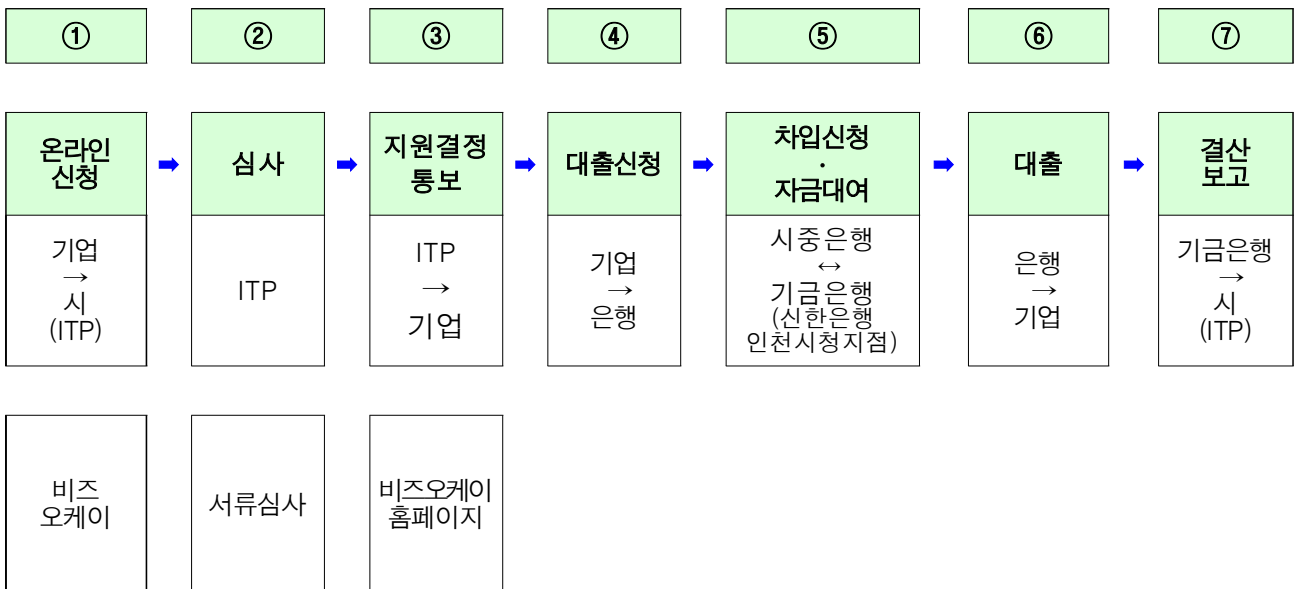 ① ② ③ ④ ⑤ ⑥ ⑦
온라인
신청
➡
심사
➡
지원결정
통보
➡
대출신청
➡
차입신청
·
자금대여
➡
대출
➡
결산
보고
기업
→
시
(ITP)
ITP
ITP
→
기업
기업
→
은행
시중은행
↔
기금은행
(신한은행
인천시청지점)
은행
→
기업
기금은행
→
시
(ITP)
비즈
오케이
서류심사
비즈오케이
홈페이지